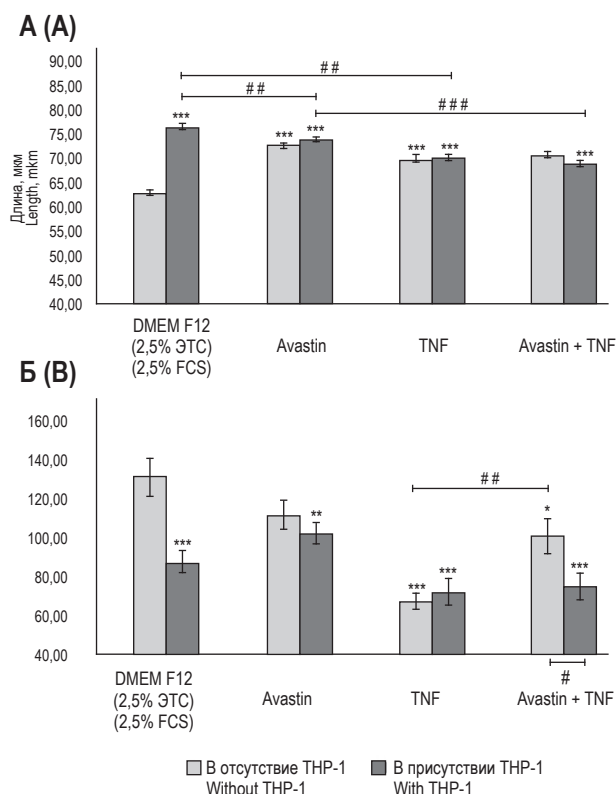 А (A)
Длина, мкм
Length, mkm
90,00
85,00
80,00
75,00
70,00
65,00
60,00
55,00
50,00
45,00
40,00
# #
# #
# # #
***
***
***
***
***
***
DMEM F12
(2,5% ЭТС)
(2,5% FCS)
Avastin
TNF
Avastin + TNF
Б (B)
160,00
140,00
120,00
100,00
80,00
60,00
40,00
# #
***
**
***
***
*
***
#
DMEM F12
(2,5% ЭТС)
(2,5% FCS)
Avastin
TNF
Avastin + TNF
В отсутствие THP-1
Without THP-1
В присутствии THP-1
With THP-1